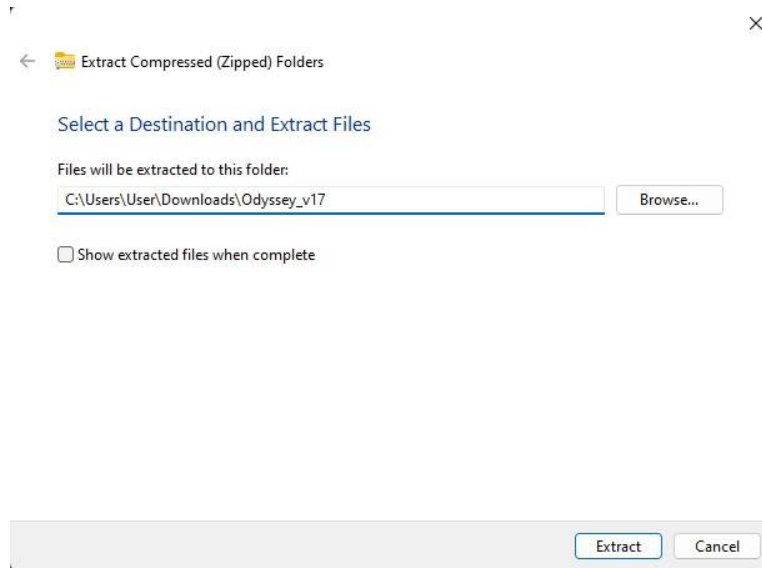 Extract Compressed (Zipped) Folders
Select a Destination and Extract Files
Files will be extracted to this folder:
C:\Users\User\Downloads\Odyssey_v17
Browse...
Show extracted files when complete
Extract
Cancel